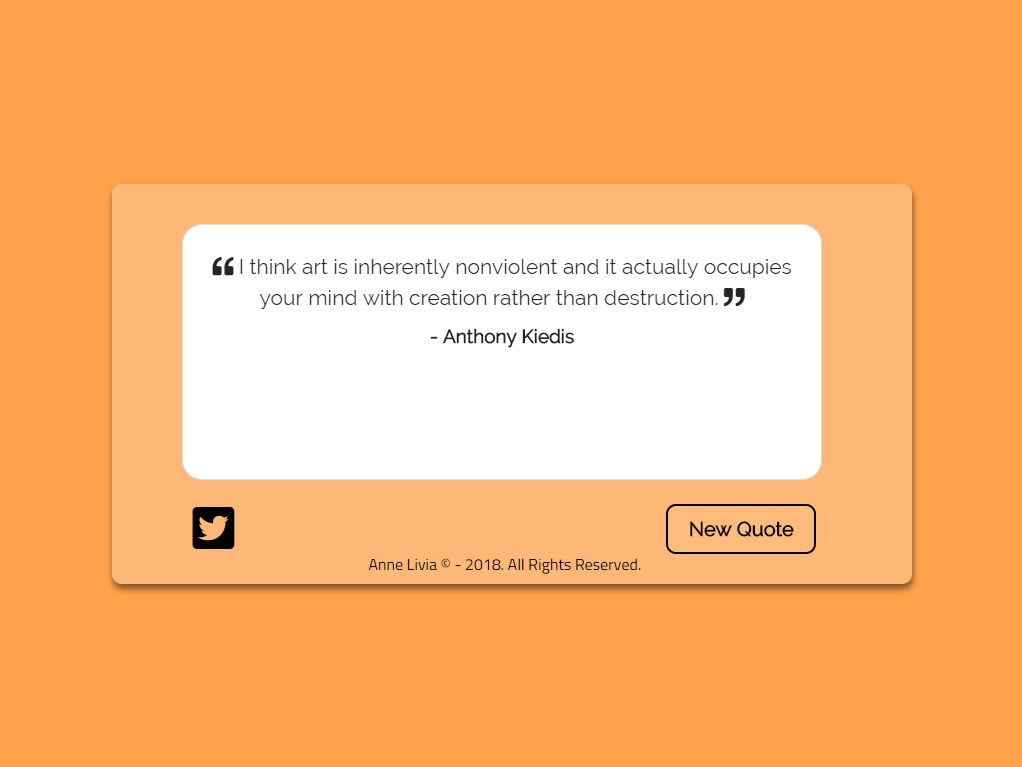 “ I think art is inherently nonviolent and it actually occupies
your mind with creation rather than destruction. ”
- Anthony Kiedis
New Quote
Anne Livia © - 2018. All Rights Reserved.